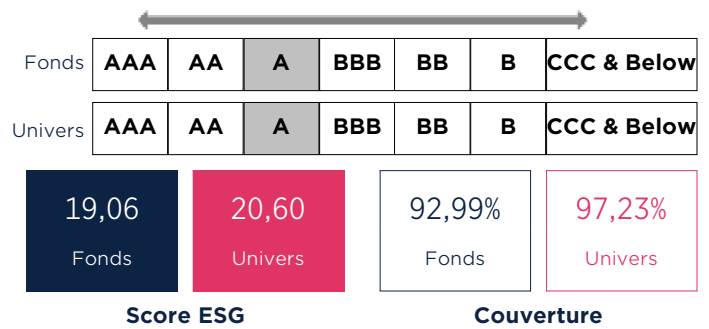 Fonds AAA AA A BBB BB B CCC & Below
Univers AAA AA A BBB BB B CCC & Below
19,06 20,60 92,99% 97,23%
Fonds Univers Fonds Univers
Score ESG Couverture